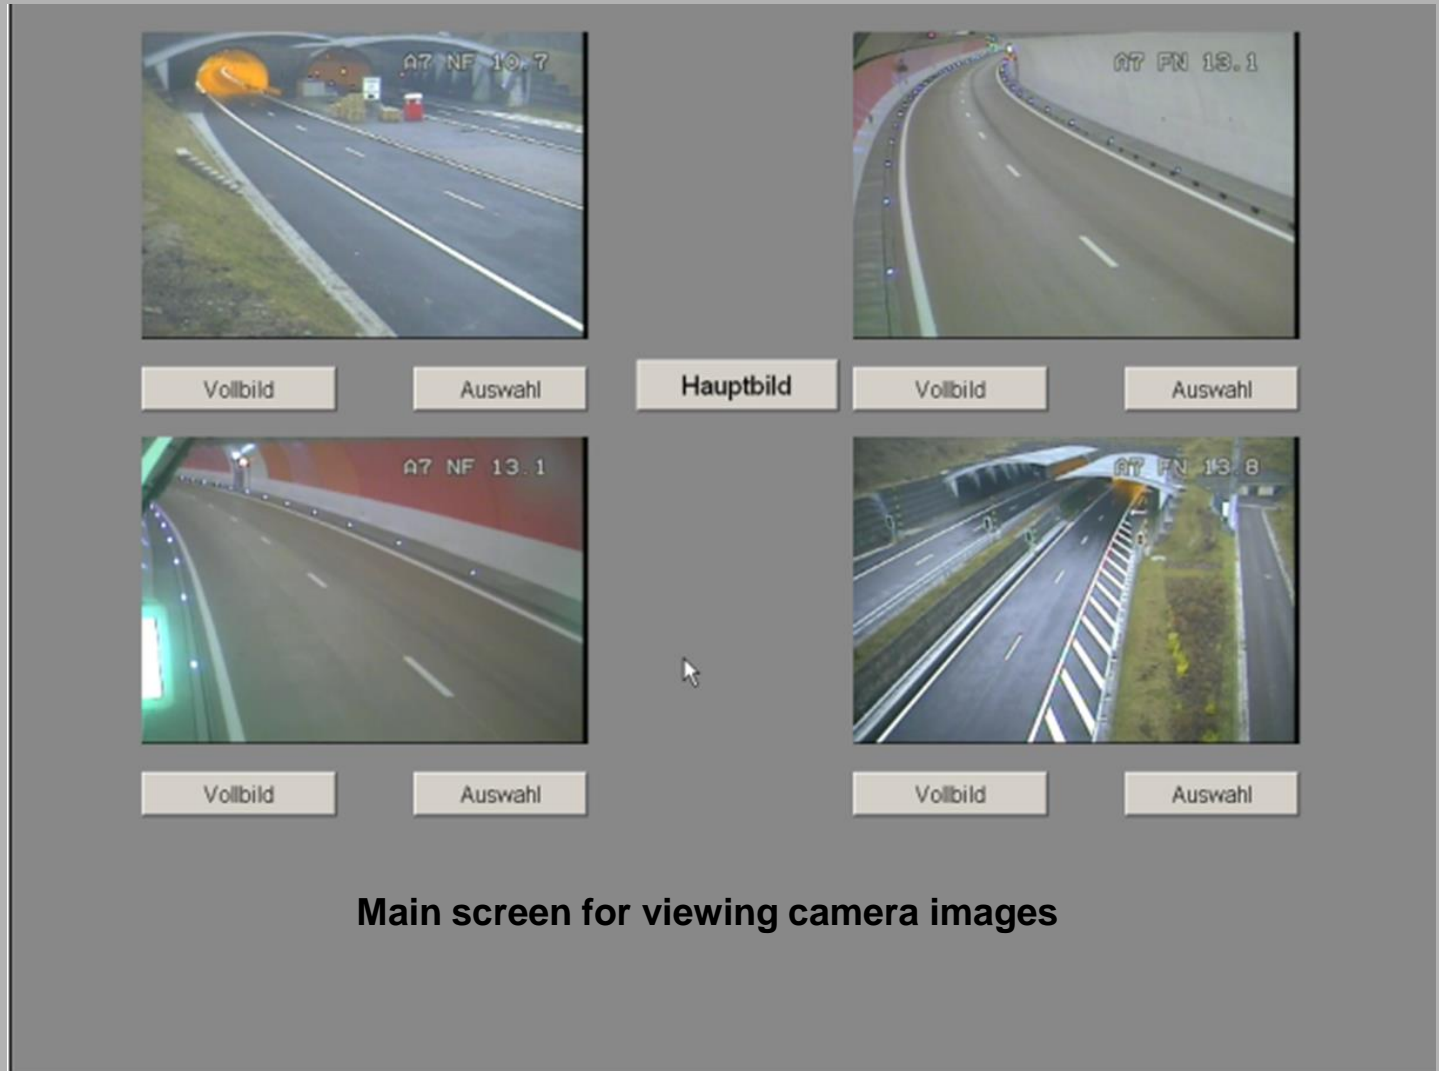 A7 NF 10.7
A7 FN 13.1
Vollbild
Auswahl
Hauptbild
Vollbild
Auswahl
A7 NF 13.1
A7 FN 13.8
Vollbild
Auswahl
Vollbild
Auswahl
Main screen for viewing camera images